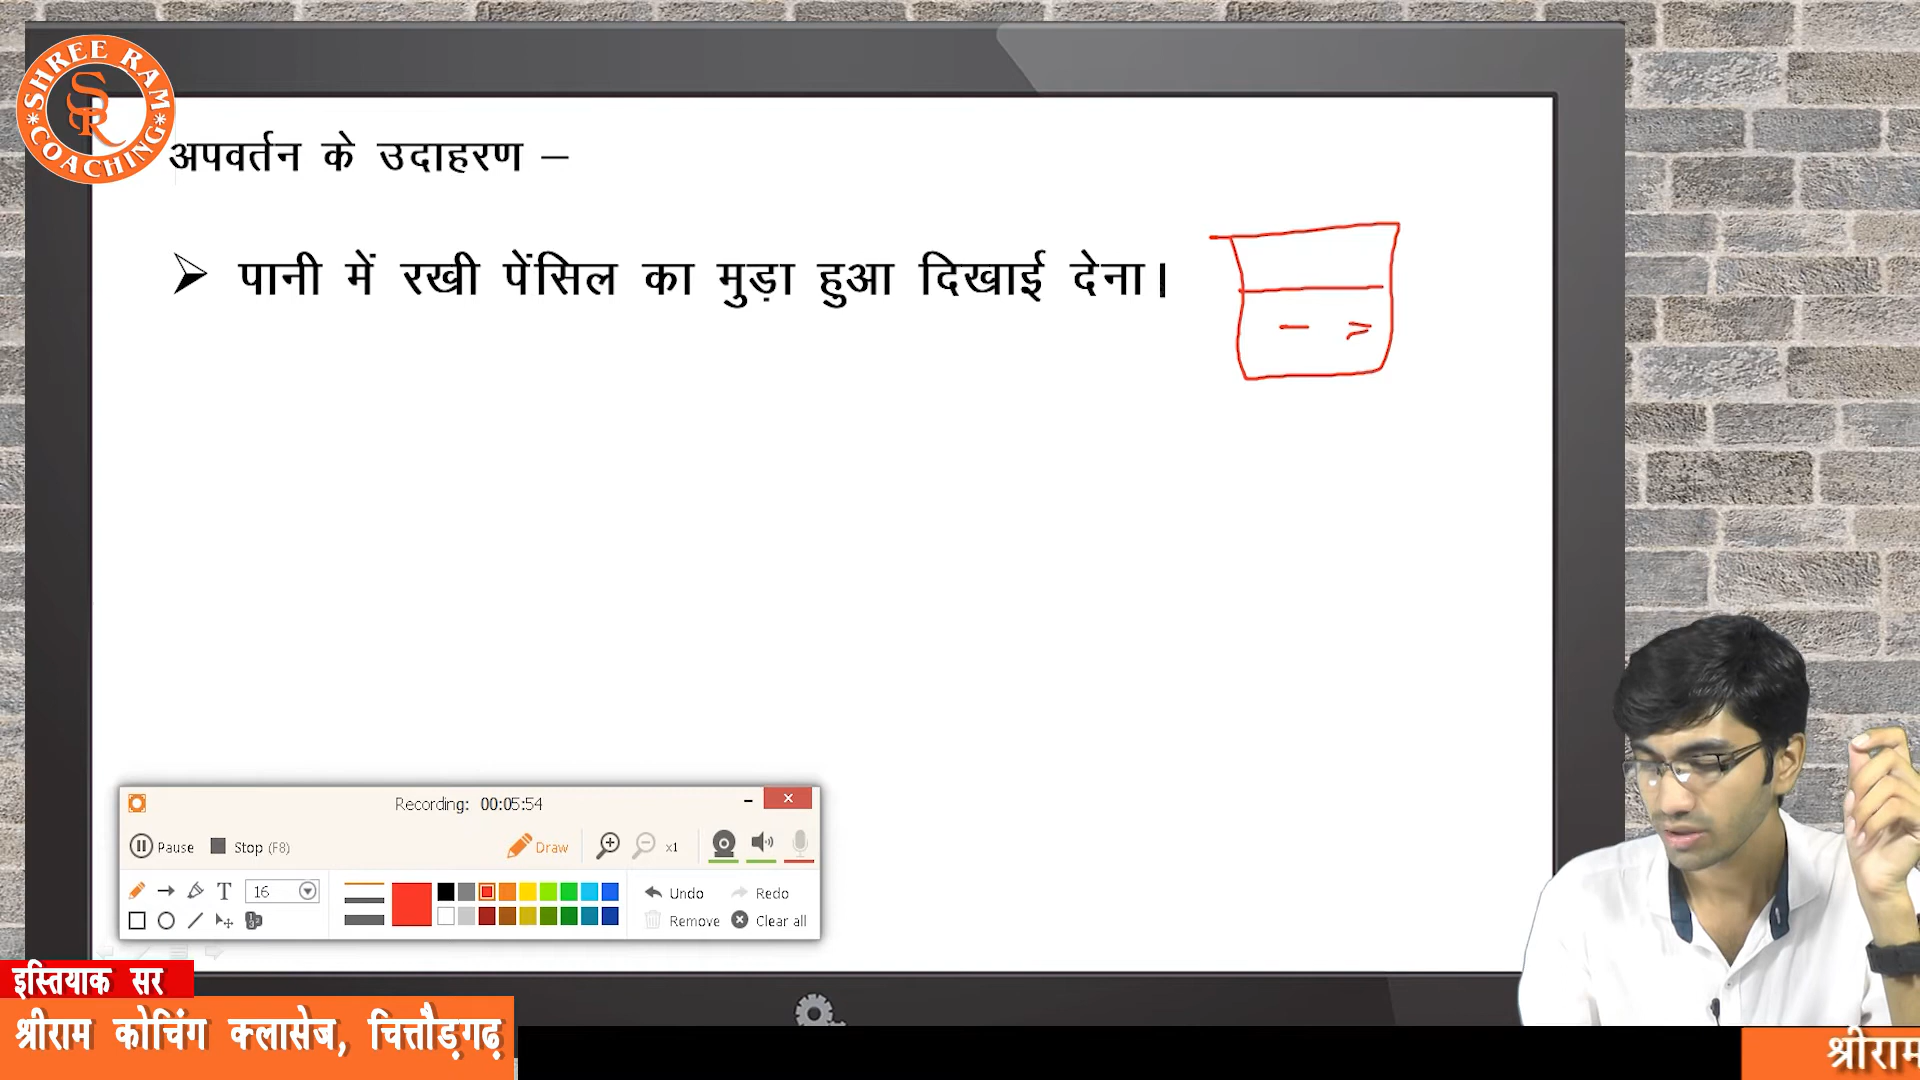 SHREE RAM
SR
COACHING
अपवर्तन के उदाहरण –
पानी में रखी पेंसिल का मुड़ा हुआ दिखाई देना।
Recording: 00:05:54
Pause Stop (F8) Draw x1
T 16 Undo Redo
Remove Clear all
इस्तियाक सर
श्रीराम कोचिंग क्लासेज, चित्तौड़गढ़
श्रीराम